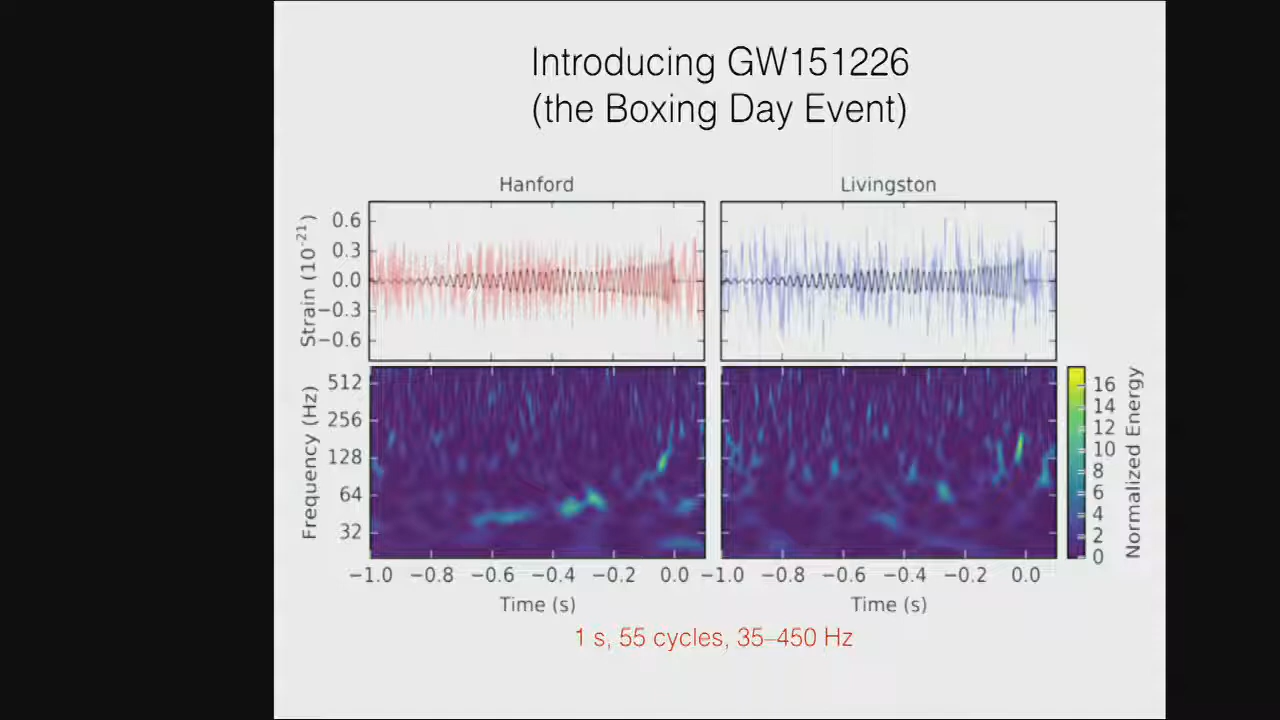 Introducing GW151226
(the Boxing Day Event)
Hanford
Livingston
Strain (10⁻²¹)
0.6
0.3
0.0
−0.3
−0.6
Frequency (Hz)
512
256
128
64
32
16
14
12
10
8
6
4
2
0
Normalized Energy
−1.0 −0.8 −0.6 −0.4 −0.2 0.0
−1.0 −0.8 −0.6 −0.4 −0.2 0.0
Time (s)
Time (s)
1 s, 55 cycles, 35–450 Hz